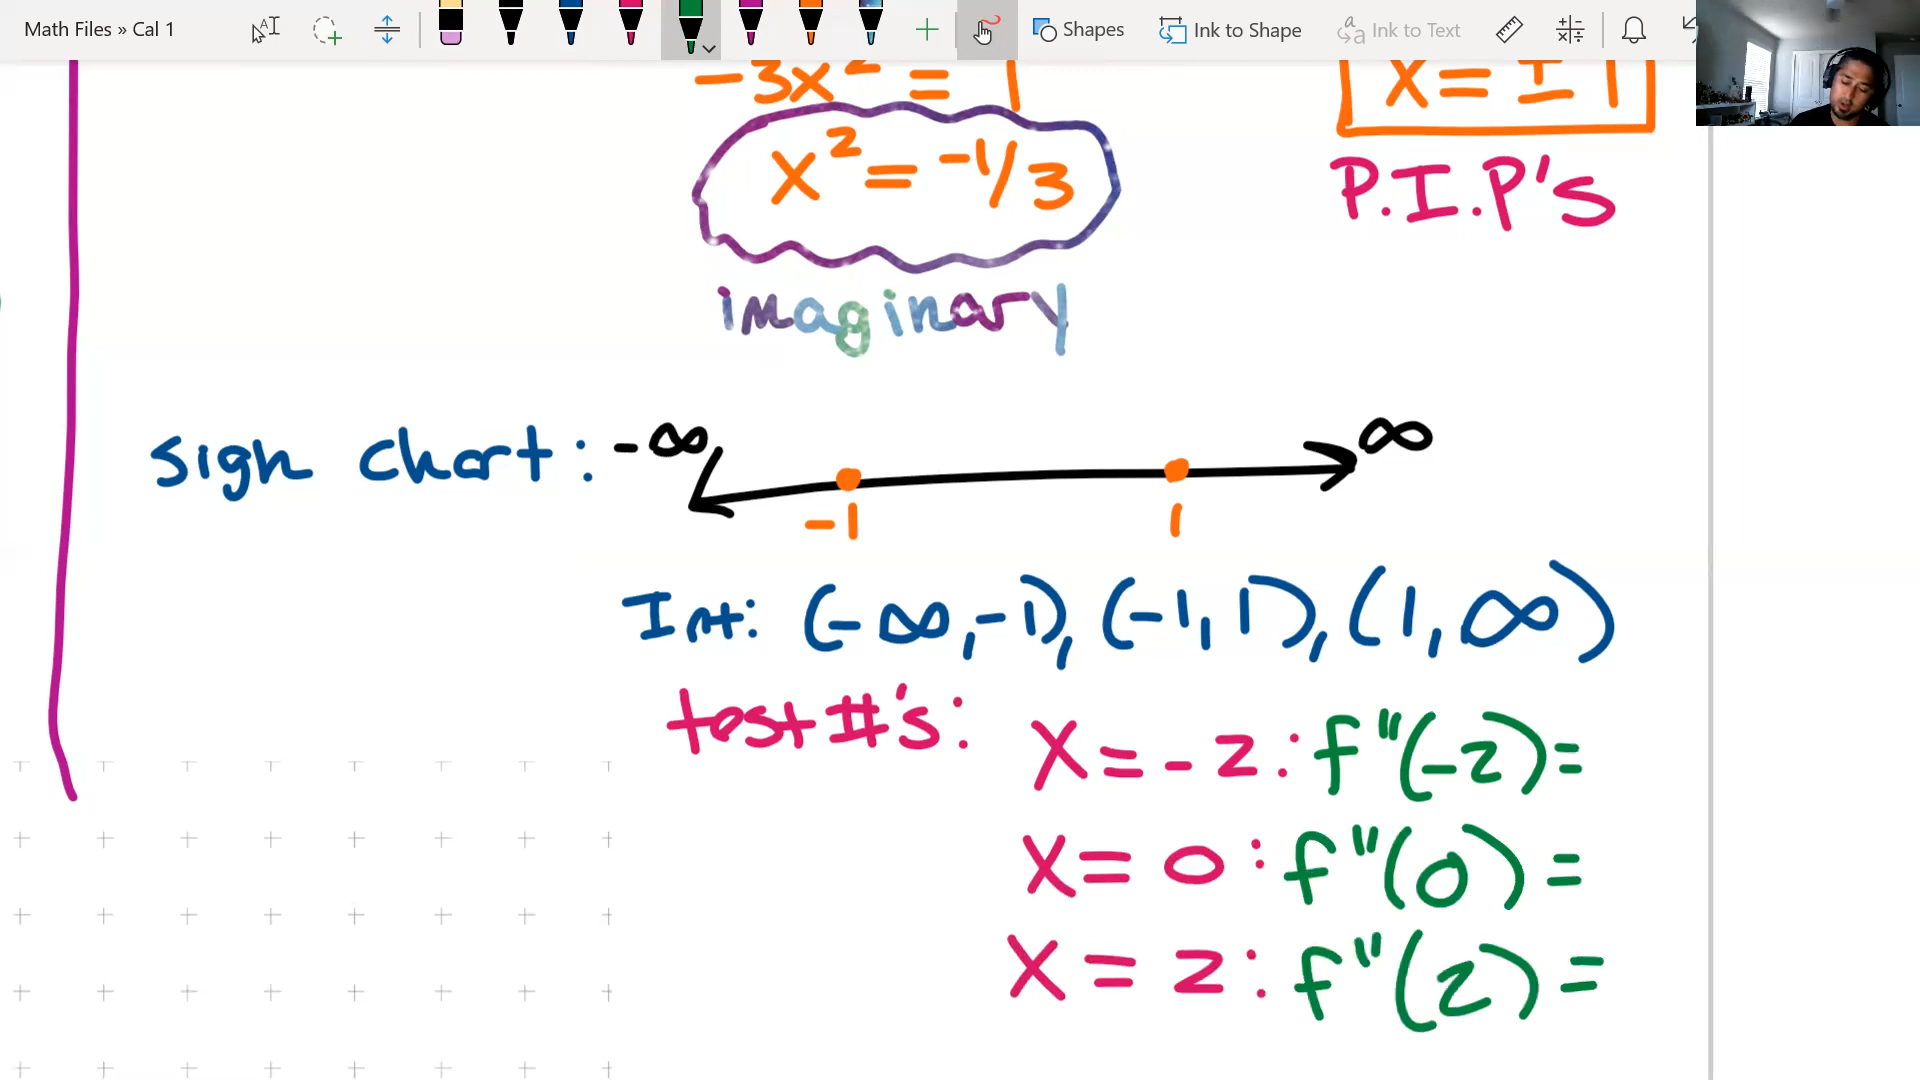 Math Files » Cal 1
Shapes
Ink to Shape
Ink to Text
-3x² = 1
x = ± 1
x² = -1/3
P.I.P's
imaginary
sign chart: -∞ ∞
-1 1
Int: (-∞,-1), (-1,1), (1,∞)
test #'s: x = -2: f''(-2) =
x = 0: f''(0) =
x = 2: f''(2) =